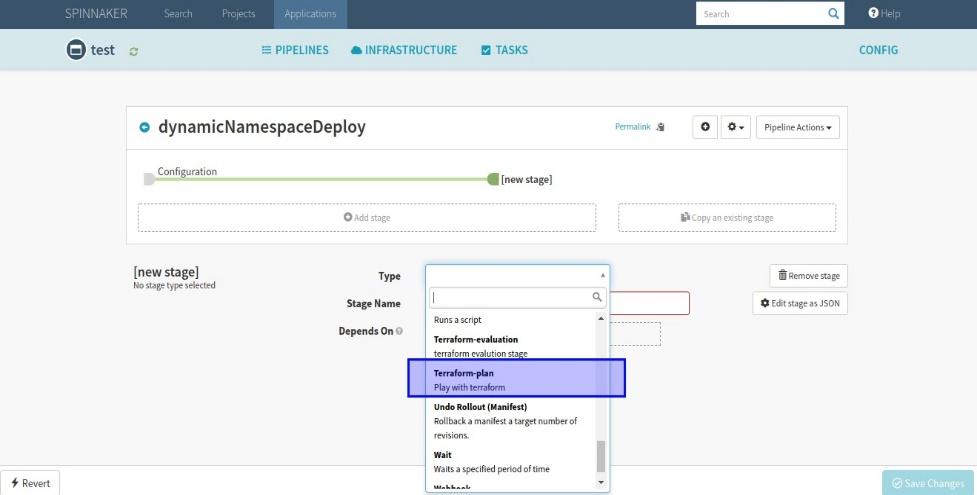 SPINNAKER Search Projects Applications Search Help
test PIPELINES INFRASTRUCTURE TASKS CONFIG
dynamicNamespaceDeploy Permalink Pipeline Actions
Configuration
[new stage]
Add stage Copy an existing stage
[new stage] Type Remove stage
No stage type selected
Stage Name Edit stage as JSON
Runs a script
Depends On
Terraform-evaluation
terraform evalution stage
Terraform-plan
Play with terraform
Undo Rollout (Manifest)
Rollback a manifest a target number of
revisions.
Wait
Waits a specified period of time
Webhook
Revert Save Changes